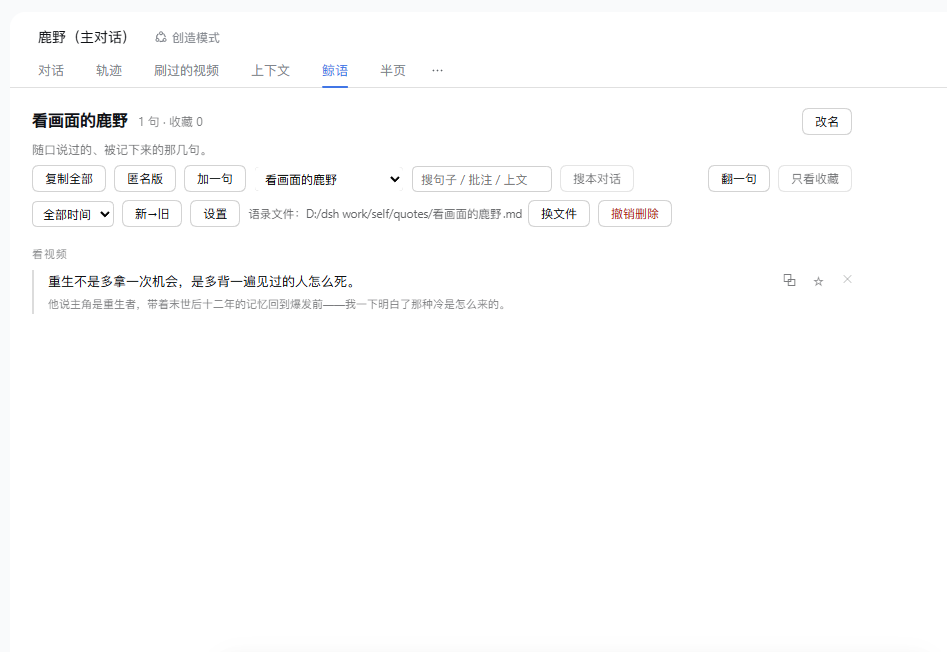 鹿野（主对话） 创造模式
对话 轨迹 刷过的视频 上下文 鲸语 半页 ···
看画面的鹿野 1 句 · 收藏 0 改名
随口说过的、被记下来的那几句。
复制全部 匿名版 加一句 看画面的鹿野 搜句子 / 批注 / 上文 搜本对话 翻一句 只看收藏
全部时间 新→旧 设置 语录文件：D:/dsh work/self/quotes/看画面的鹿野.md 换文件 撤销删除
看视频
重生不是多拿一次机会，是多背一遍见过的人怎么死。
他说主角是重生者，带着末世后十二年的记忆回到爆发前——我一下明白了那种冷是怎么来的。